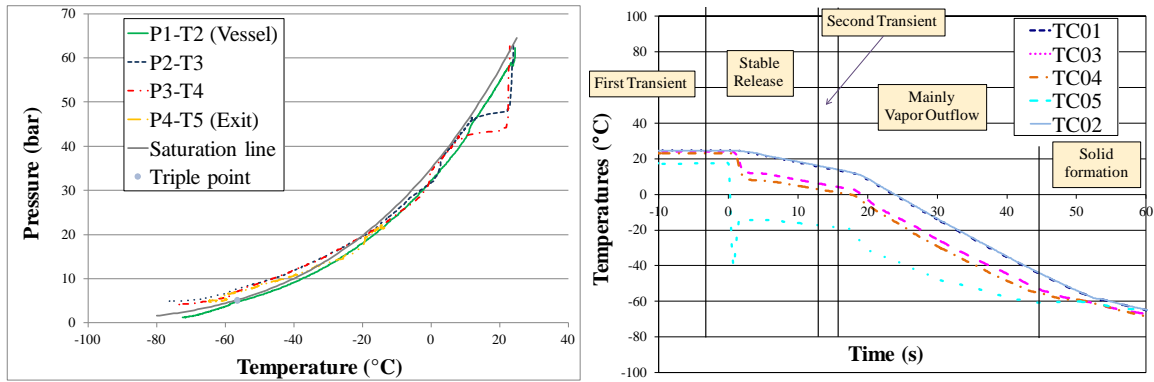 Pressure (bar)
70
60
50
40
30
20
10
0
P1-T2 (Vessel)
P2-T3
P3-T4
P4-T5 (Exit)
Saturation line
Triple point
-100
-80
-60
-40
-20
0
20
40
Temperature (°C)
Temperatures (°C)
100
80
60
40
20
0
-20
-40
-60
-80
-100
First Transient
Stable
Release
Second Transient
Mainly
Vapor Outflow
Solid
formation
TC01
TC03
TC04
TC05
TC02
-10
0
10
20
30
40
50
60
Time (s)